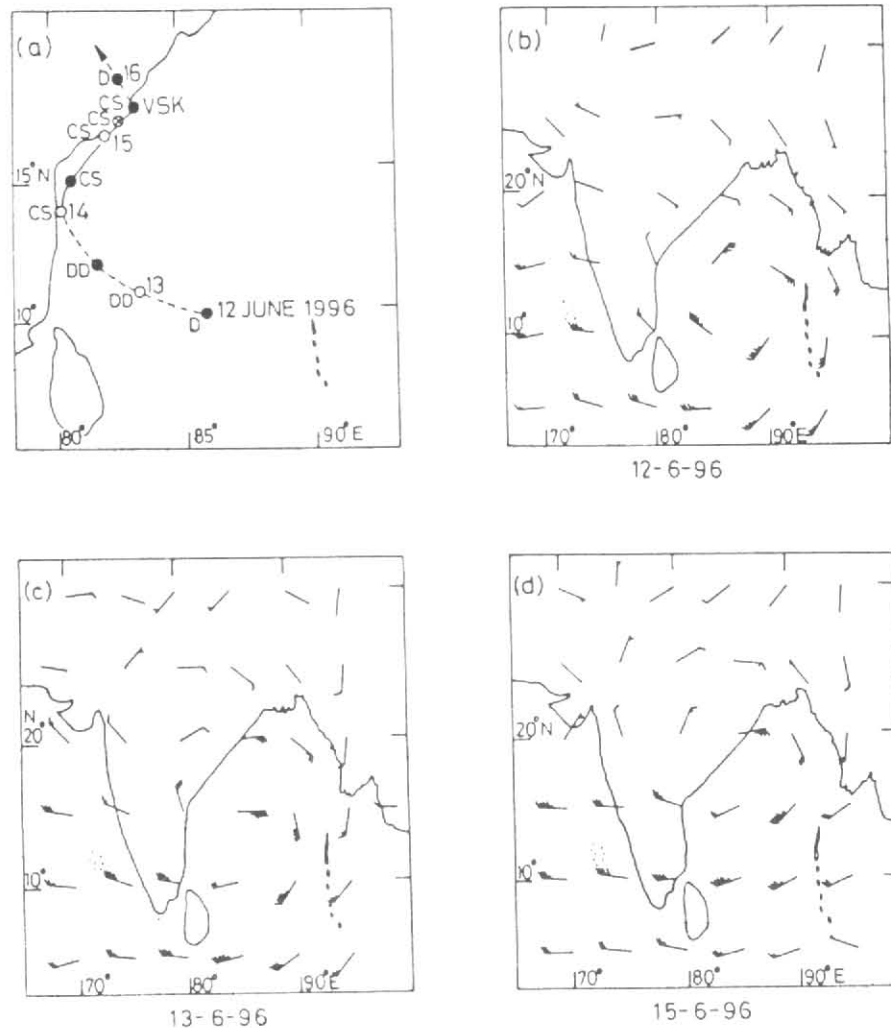 (a)
D 16
CS VSK
CS
CS 15
15° N
CS
CS 14
DD
13
DD
12 JUNE 1996
D
10°
80° 85° 90°E
(b)
20°N
10°
70° 80° 90°E
12-6-96
(c)
N
20°
10°
70° 80° 90°E
13-6-96
(d)
20°N
10°
70° 80° 90°E
15-6-96